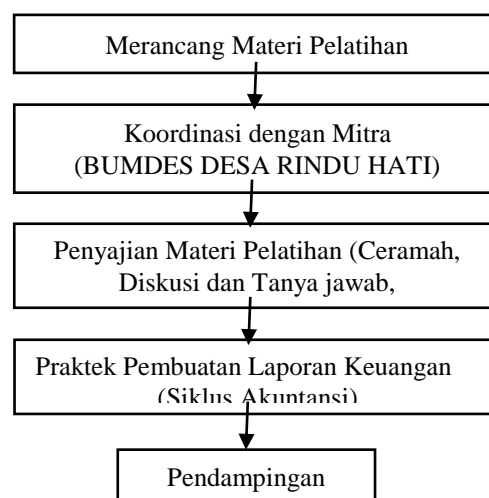 Merancang Materi Pelatihan
Koordinasi dengan Mitra
(BUMDES DESA RINDU HATI)
Penyajian Materi Pelatihan (Ceramah,
Diskusi dan Tanya jawab,
Praktek Pembuatan Laporan Keuangan
(Siklus Akuntansi)
Pendampingan